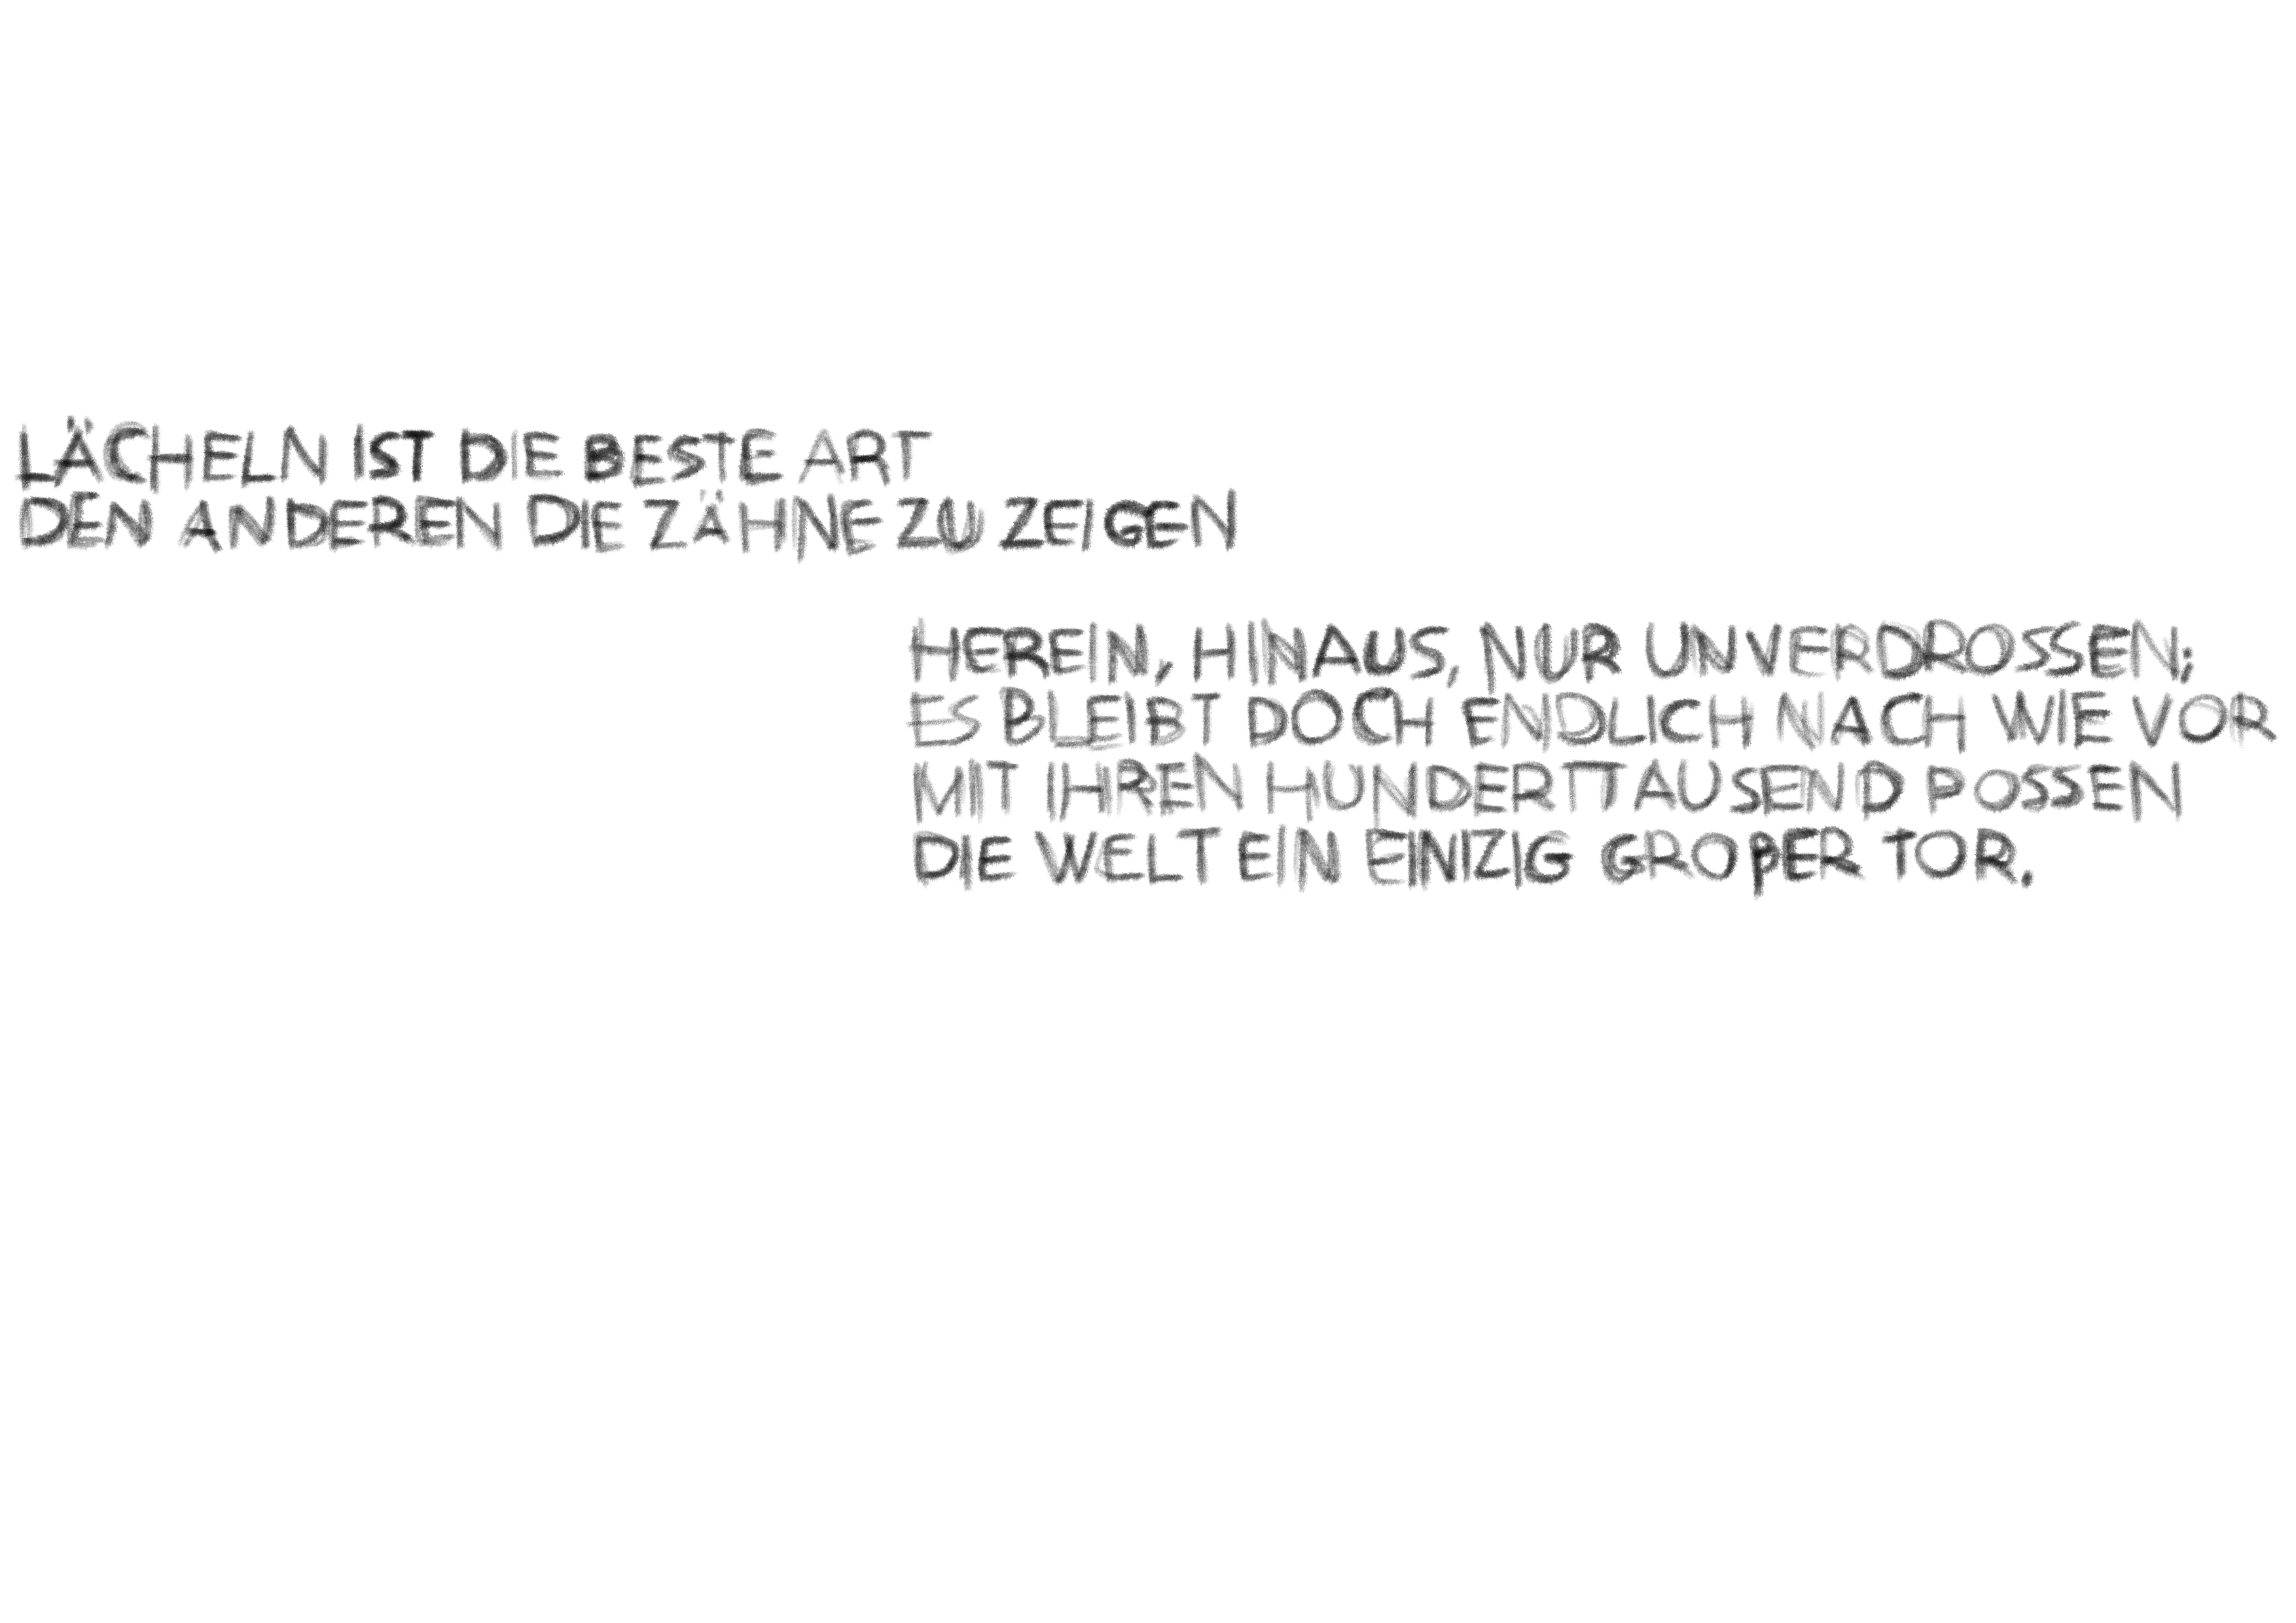 LÄCHELN IST DIE BESTE ART
DEN ANDEREN DIE ZÄHNE ZU ZEIGEN
HEREIN, HINAUS, NUR UNVERDROSSEN;
ES BLEIBT DOCH ENDLICH NACH WIE VOR
MIT IHREN HUNDERTTAUSEND POSSEN
DIE WELT EIN EINIZIG GROßER TOR.